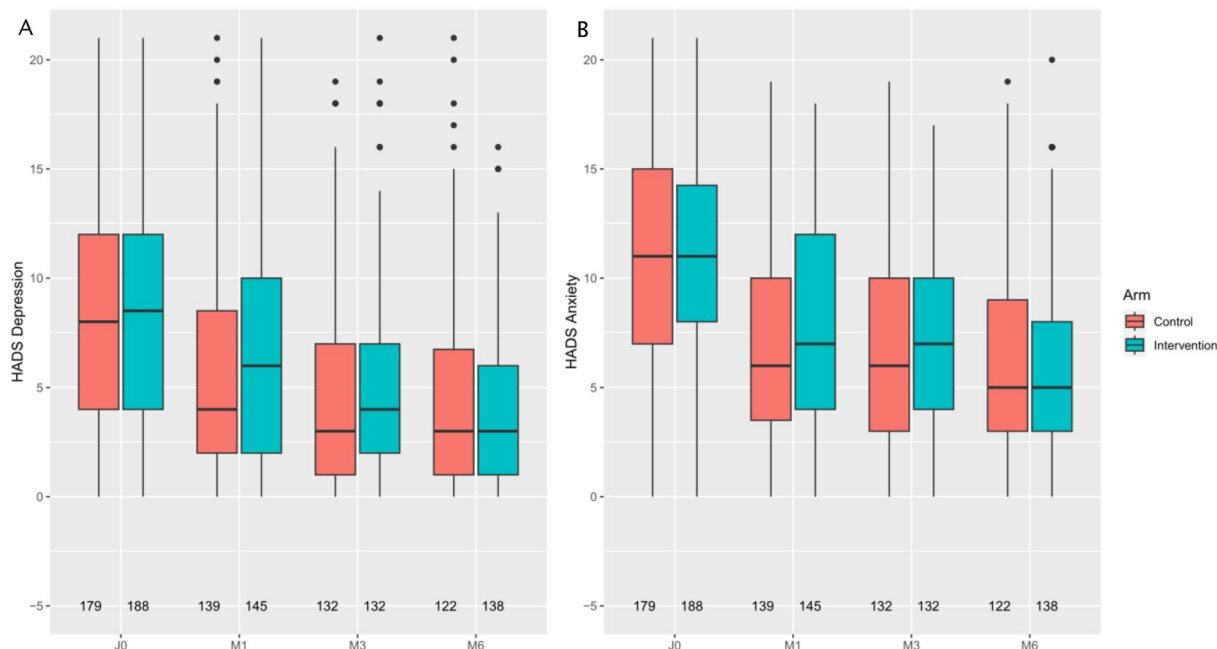 A
HADS Depression
20
15
10
5
0
−5
179 188 139 145 132 132 122 138
J0 M1 M3 M6
B
HADS Anxiety
20
15
10
5
0
−5
179 188 139 145 132 132 122 138
J0 M1 M3 M6
Arm
Control
Intervention